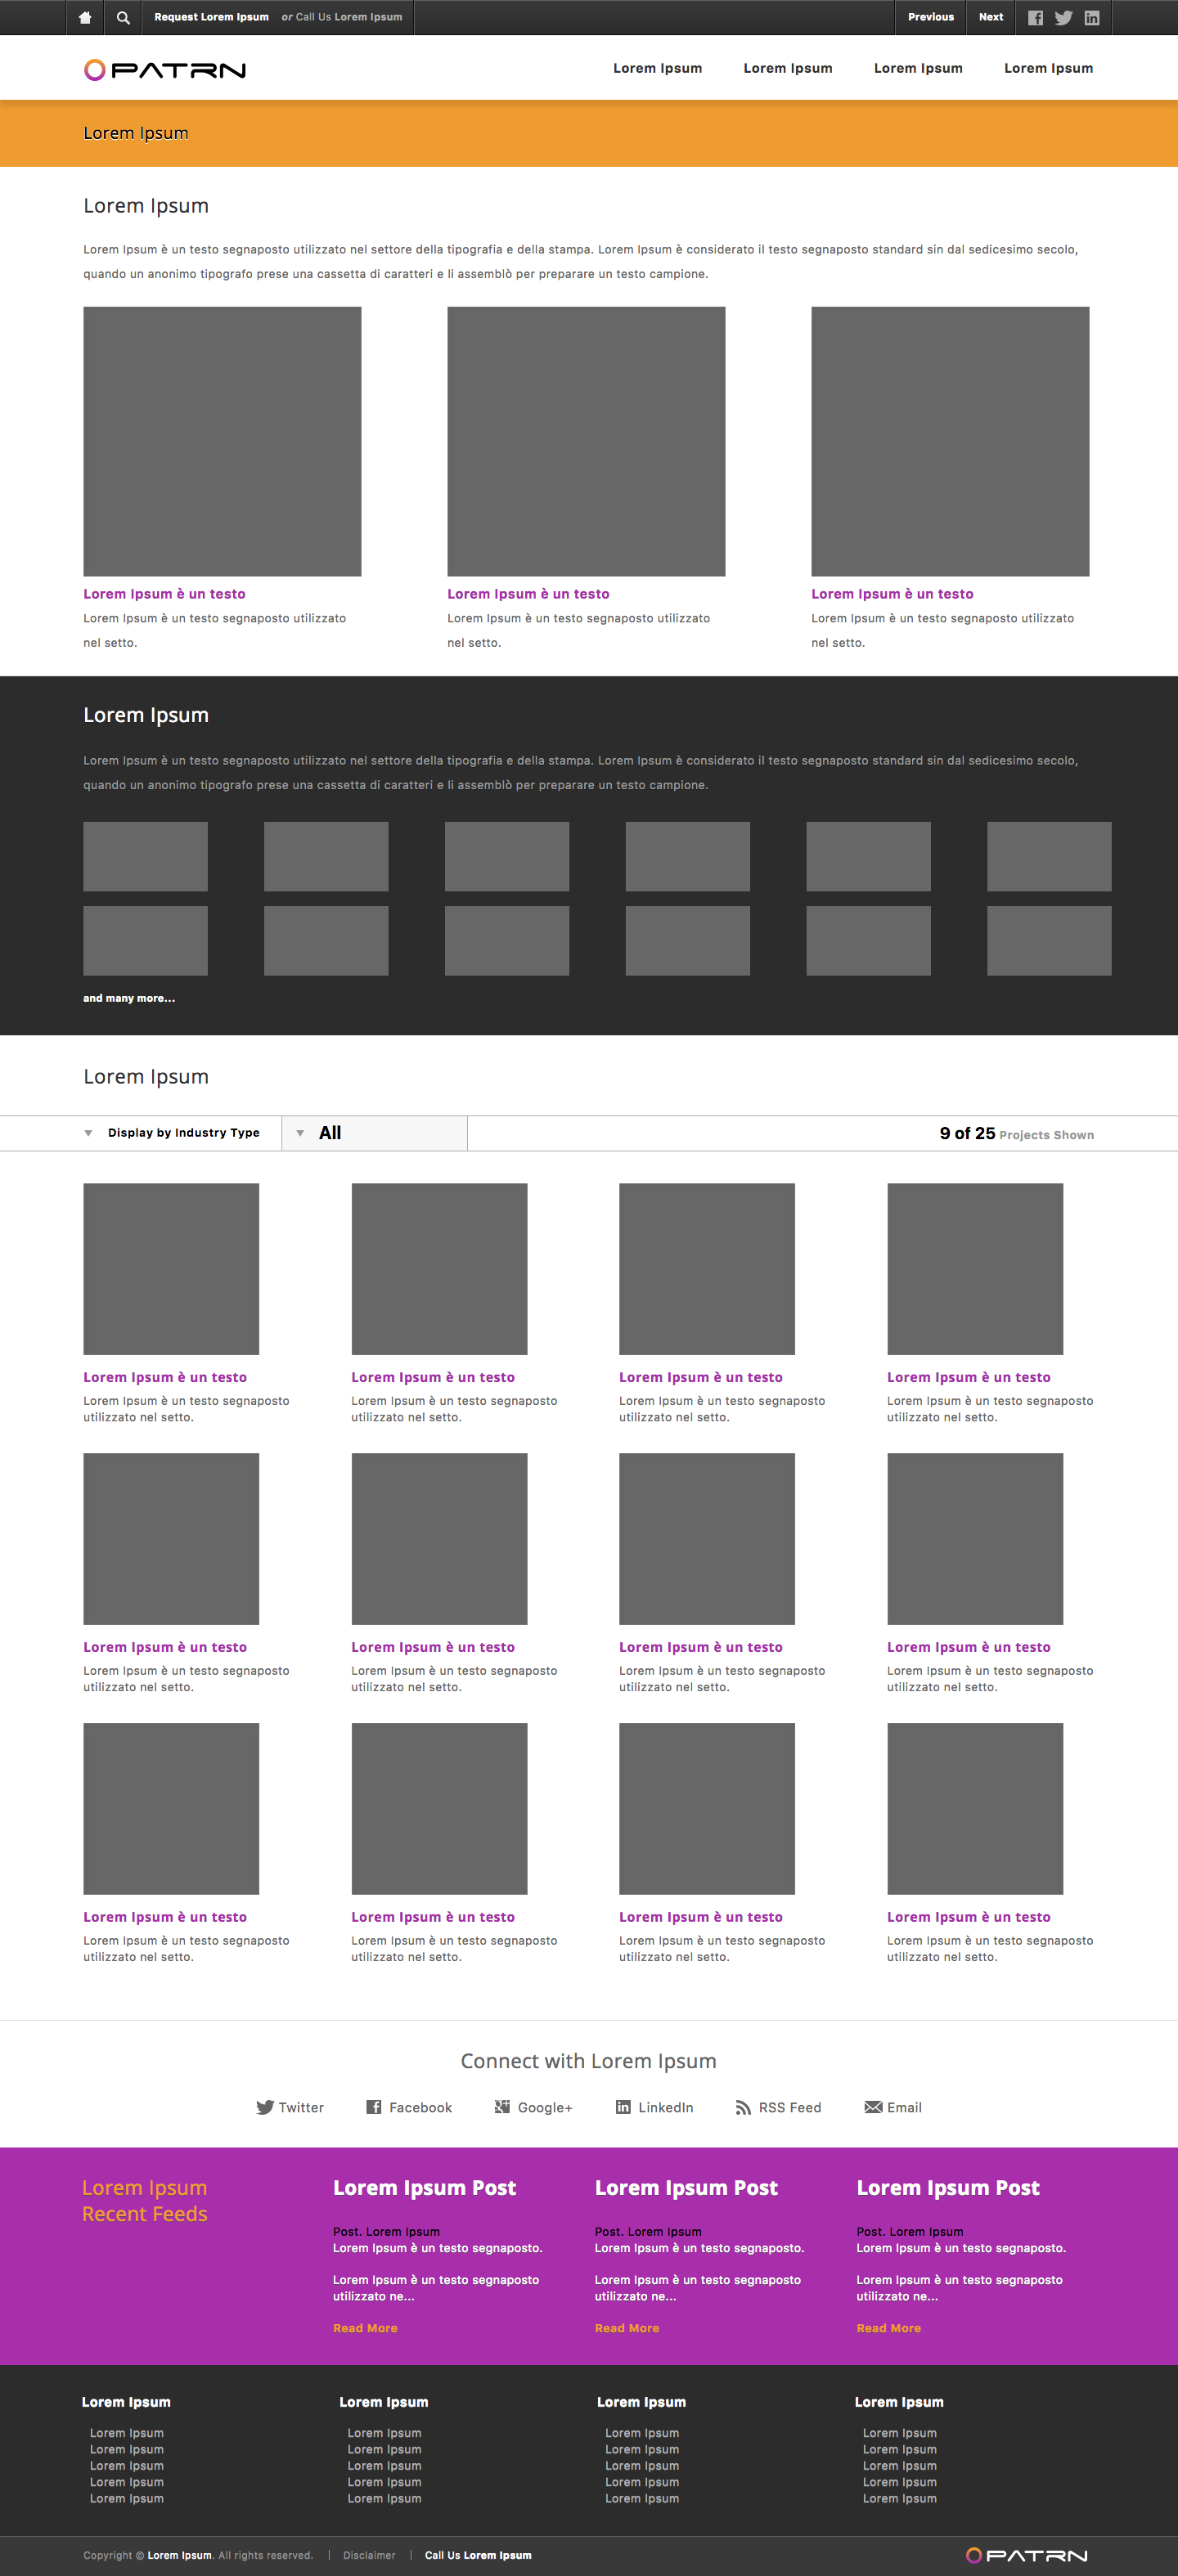 Request Lorem Ipsum or Call Us Lorem Ipsum Previous Next
PATRN Lorem Ipsum Lorem Ipsum Lorem Ipsum Lorem Ipsum
Lorem Ipsum
Lorem Ipsum
Lorem Ipsum è un testo segnaposto utilizzato nel settore della tipografia e della stampa. Lorem Ipsum è considerato il testo segnaposto standard sin dal sedicesimo secolo,
quando un anonimo tipografo prese una cassetta di caratteri e li assemblò per preparare un testo campione.
Lorem Ipsum è un testo Lorem Ipsum è un testo Lorem Ipsum è un testo
Lorem Ipsum è un testo segnaposto utilizzato Lorem Ipsum è un testo segnaposto utilizzato Lorem Ipsum è un testo segnaposto utilizzato
nel setto. nel setto. nel setto.
Lorem Ipsum
Lorem Ipsum è un testo segnaposto utilizzato nel settore della tipografia e della stampa. Lorem Ipsum è considerato il testo segnaposto standard sin dal sedicesimo secolo,
quando un anonimo tipografo prese una cassetta di caratteri e li assemblò per preparare un testo campione.
and many more...
Lorem Ipsum
Display by Industry Type All 9 of 25 Projects Shown
Lorem Ipsum è un testo Lorem Ipsum è un testo Lorem Ipsum è un testo Lorem Ipsum è un testo
Lorem Ipsum è un testo segnaposto Lorem Ipsum è un testo segnaposto Lorem Ipsum è un testo segnaposto Lorem Ipsum è un testo segnaposto
utilizzato nel setto. utilizzato nel setto. utilizzato nel setto. utilizzato nel setto.
Lorem Ipsum è un testo Lorem Ipsum è un testo Lorem Ipsum è un testo Lorem Ipsum è un testo
Lorem Ipsum è un testo segnaposto Lorem Ipsum è un testo segnaposto Lorem Ipsum è un testo segnaposto Lorem Ipsum è un testo segnaposto
utilizzato nel setto. utilizzato nel setto. utilizzato nel setto. utilizzato nel setto.
Lorem Ipsum è un testo Lorem Ipsum è un testo Lorem Ipsum è un testo Lorem Ipsum è un testo
Lorem Ipsum è un testo segnaposto Lorem Ipsum è un testo segnaposto Lorem Ipsum è un testo segnaposto Lorem Ipsum è un testo segnaposto
utilizzato nel setto. utilizzato nel setto. utilizzato nel setto. utilizzato nel setto.
Connect with Lorem Ipsum
Twitter Facebook Google+ LinkedIn RSS Feed Email
Lorem Ipsum
Recent Feeds
Lorem Ipsum Post Lorem Ipsum Post Lorem Ipsum Post
Post. Lorem Ipsum Post. Lorem Ipsum Post. Lorem Ipsum
Lorem Ipsum è un testo segnaposto. Lorem Ipsum è un testo segnaposto. Lorem Ipsum è un testo segnaposto.
Lorem Ipsum è un testo segnaposto Lorem Ipsum è un testo segnaposto Lorem Ipsum è un testo segnaposto
utilizzato ne... utilizzato ne... utilizzato ne...
Read More Read More Read More
Lorem Ipsum Lorem Ipsum Lorem Ipsum Lorem Ipsum
Lorem Ipsum Lorem Ipsum Lorem Ipsum Lorem Ipsum
Lorem Ipsum Lorem Ipsum Lorem Ipsum Lorem Ipsum
Lorem Ipsum Lorem Ipsum Lorem Ipsum Lorem Ipsum
Lorem Ipsum Lorem Ipsum Lorem Ipsum Lorem Ipsum
Lorem Ipsum Lorem Ipsum Lorem Ipsum Lorem Ipsum
Copyright © Lorem Ipsum. All rights reserved. | Disclaimer | Call Us Lorem Ipsum PATRN